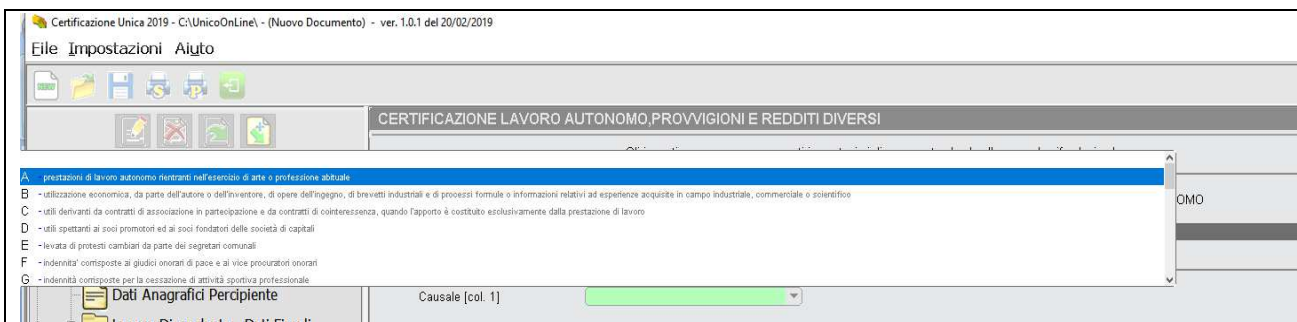 Certificazione Unica 2019 - C:\UnicoOnLine\ - (Nuovo Documento) - ver. 1.0.1 del 20/02/2019
File Impostazioni Aiuto
CERTIFICAZIONE LAVORO AUTONOMO,PROVVIGIONI E REDDITI DIVERSI
A - prestazioni di lavoro autonomo rientranti nell'esercizio di arte o professione abituale
B - utilizzazione economica, da parte dell'autore o dell'inventore, di opere dell'ingegno, di brevetti industriali e di processi formule o informazioni relativi ad esperienze acquisite in campo industriale, commerciale o scientifico
OMO
C - utili derivanti da contratti di associazione in partecipazione e da contratti di cointeressenza, quando l'apporto è costituito esclusivamente dalla prestazione di lavoro
D - utili spettanti ai soci promotori ed ai soci fondatori delle società di capitali
E - levata di protesti cambiari da parte dei segretari comunali
F - indennita' corrisposte ai giudici onorari di pace e ai vice procuratori onorari
G - indennità corrisposte per la cessazione di attività sportiva professionale
Dati Anagrafici Percipiente
Causale [col. 1]